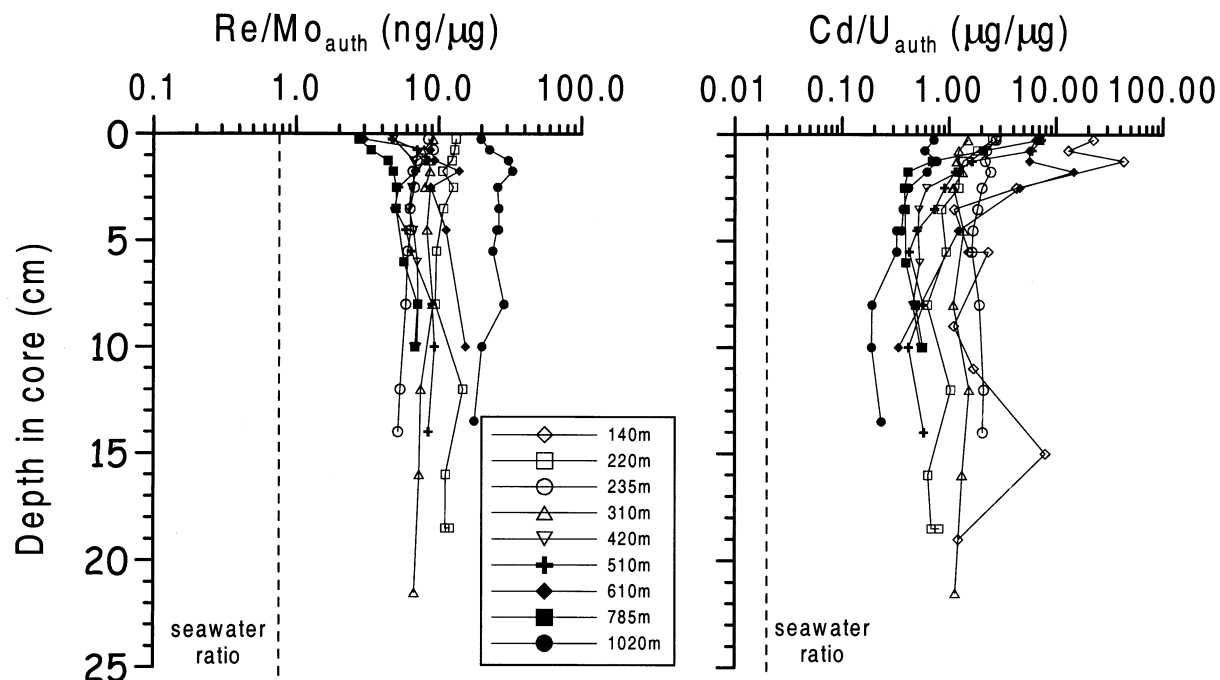 Re/Mo auth (ng/μg)
0.1 1.0 10.0 100.0
Depth in core (cm)
0
5
10
15
20
25
seawater
ratio
140m
220m
235m
310m
420m
510m
610m
785m
1020m
Cd/U auth (μg/μg)
0.01 0.10 1.00 10.00 100.00
seawater
ratio